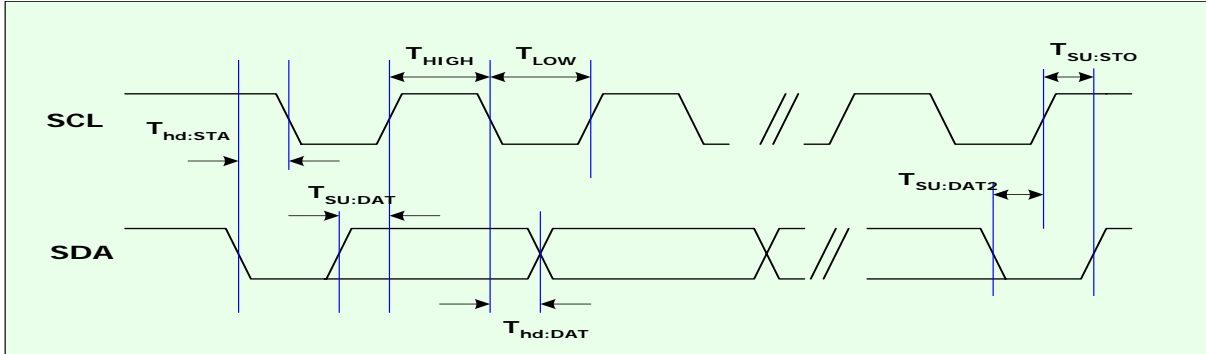 THIGH
TLOW
TSU:STO
SCL
Thd:STA
TSU:DAT
TSU:DAT2
SDA
Thd:DAT